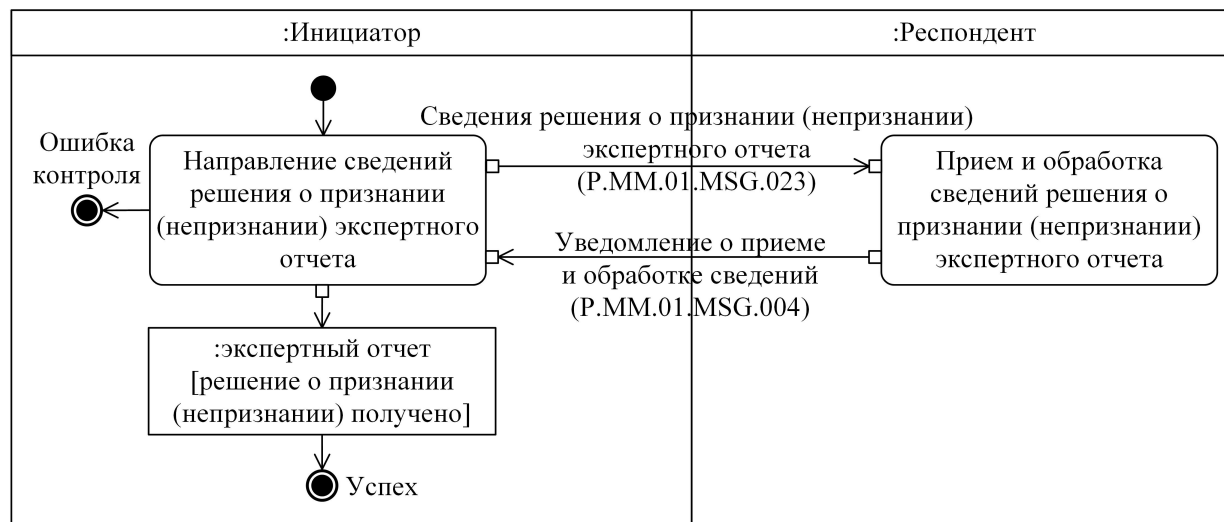 :Инициатор
:Респондент
Ошибка
контроля
Направление сведений
решения о признании
(непризнании) экспертного
отчета
Сведения решения о признании (непризнании)
экспертного отчета
(P.MM.01.MSG.023)
Прием и обработка
сведений решения о
признании (непризнании)
экспертного отчета
Уведомление о приеме
и обработке сведений
(P.MM.01.MSG.004)
:экспертный отчет
[решение о признании
(непризнании) получено]
Успех